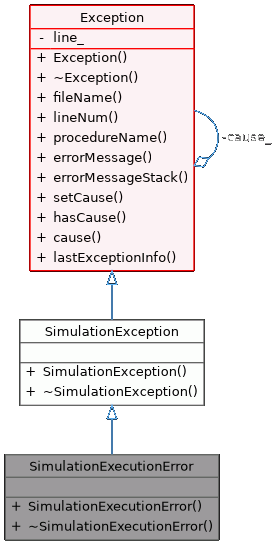 Exception
- line_
+ Exception()
+ ~Exception()
+ fileName()
+ lineNum()
+ procedureName()
+ errorMessage()
+ errorMessageStack()
+ setCause()
+ hasCause()
+ cause()
+ lastExceptionInfo()
-cause_
SimulationException
+ SimulationException()
+ ~SimulationException()
SimulationExecutionError
+ SimulationExecutionError()
+ ~SimulationExecutionError()